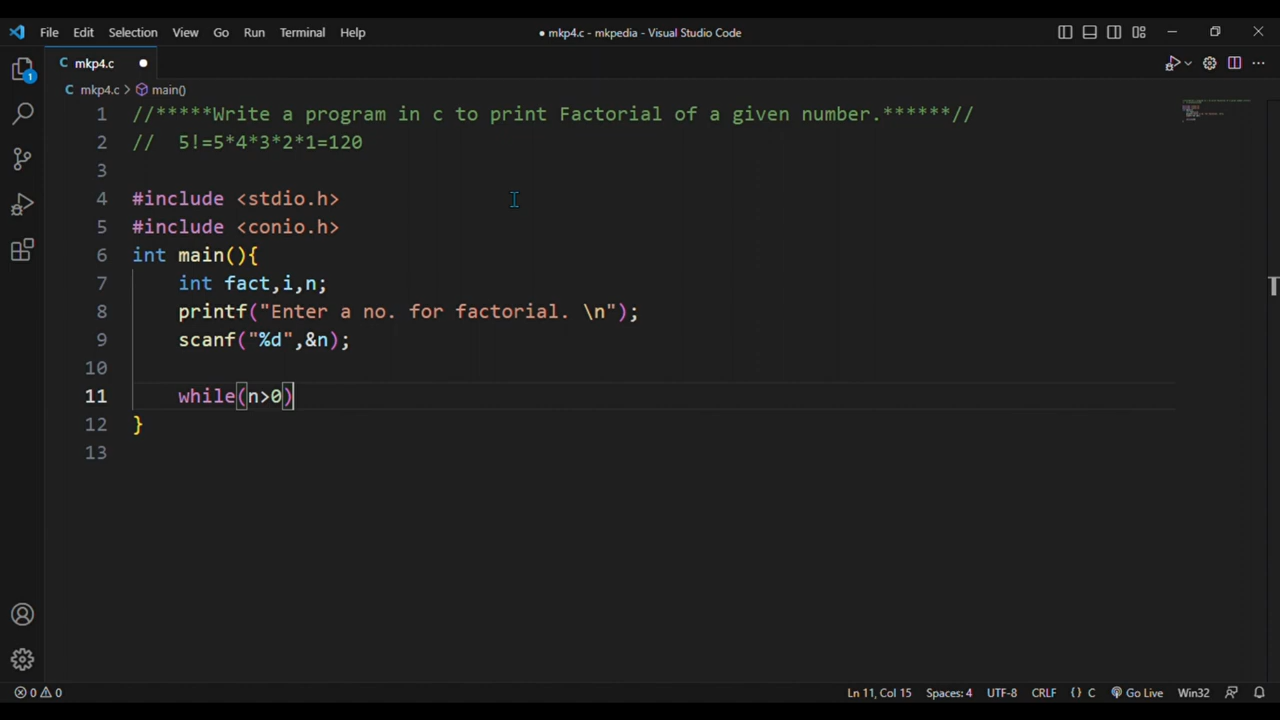 File Edit Selection View Go Run Terminal Help ● mkp4.c - mkpedia - Visual Studio Code
C mkp4.c ●
C mkp4.c > main()
1
1 //*****Write a program in c to print Factorial of a given number.******//
2 //  5!=5*4*3*2*1=120
3
4 #include <stdio.h>
5 #include <conio.h>
6 int main(){
7     int fact,i,n;
8     printf("Enter a no. for factorial. \n");
9     scanf("%d",&n);
10
11     while(n>0)
12 }
13
0 0 Ln 11, Col 15 Spaces: 4 UTF-8 CRLF {} C Go Live Win32